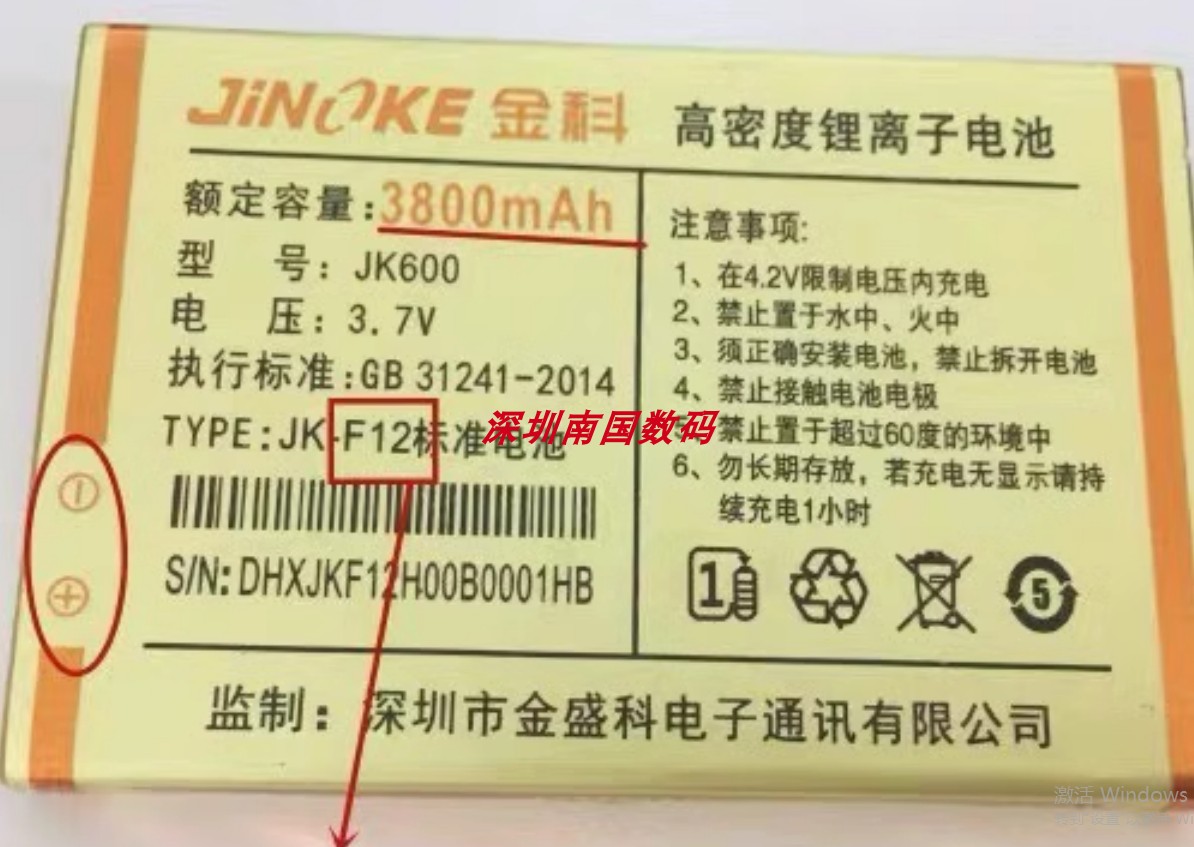 JiNOKE 金科 高密度锂离子电池
额定容量:3800mAh
型 号: JK600
电 压: 3.7V
执行标准:GB 31241-2014
TYPE:JK-F12标准电池
S/N: DHXJKF12H00B0001HB
注意事项:
1、在4.2V限制电压内充电
2、禁止置于水中、火中
3、须正确安装电池，禁止拆开电池
4、禁止接触电池电极
5、禁止置于超过60度的环境中
6、勿长期存放，若充电无显示请持
续充电1小时
1
5
监制: 深圳市金盛科电子通讯有限公司
深圳南国数码
激活 Windows